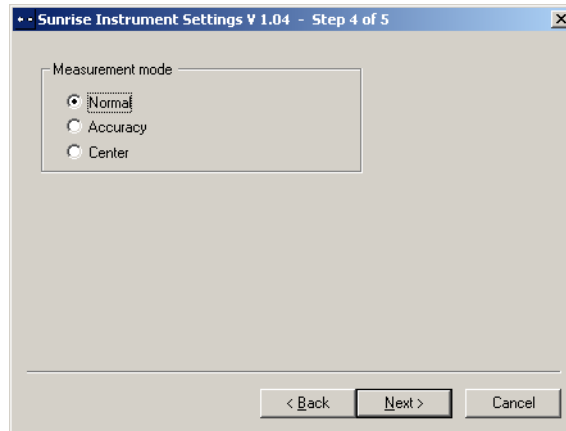 Sunrise Instrument Settings V 1.04 - Step 4 of 5
Measurement mode
Normal
Accuracy
Center
< Back
Next >
Cancel